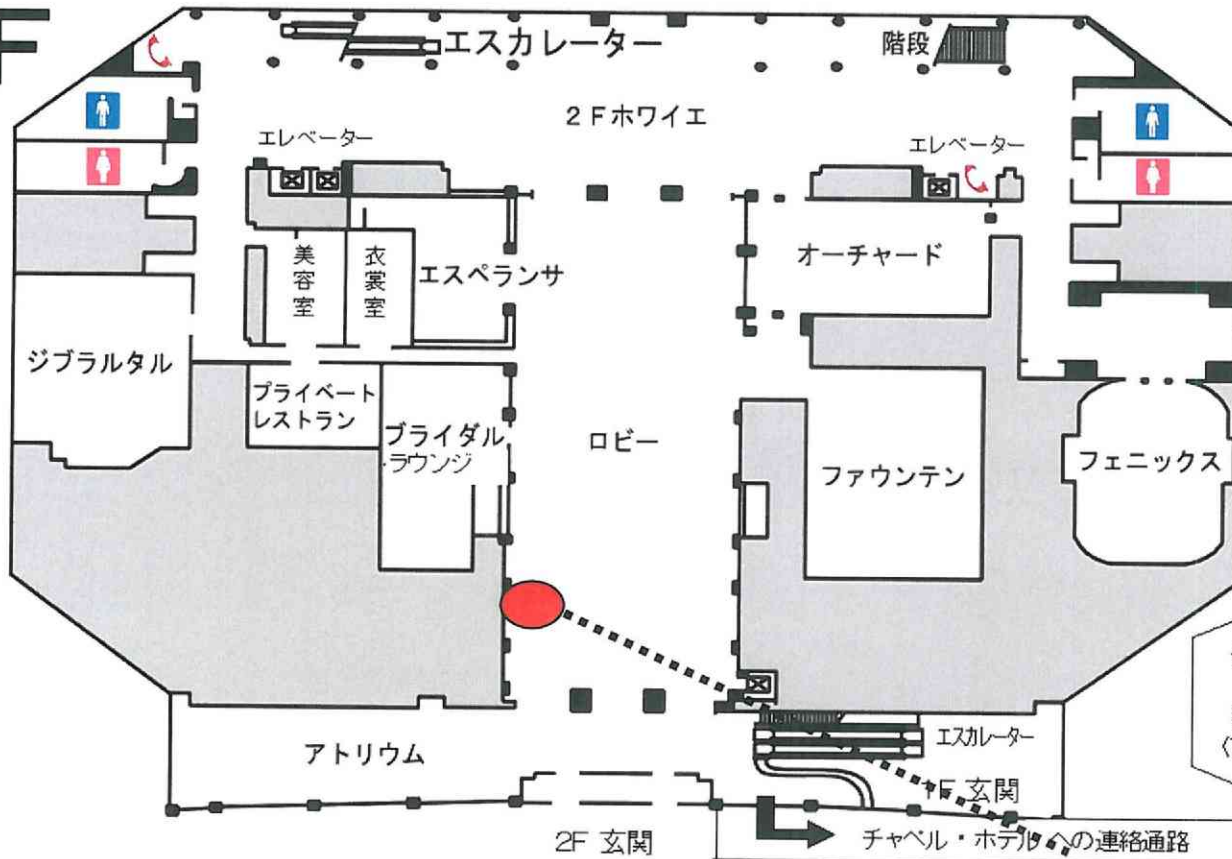 エスカレーター
階段
2Fホワイエ
エレベーター
エレベーター
美容室
衣裳室
エスペランサ
オーチャード
ジブラルタル
プライベート
レストラン
ブライダル
ラウンジ
ロビー
ファウンテン
フェニックス
アトリウム
エスカレーター
1F 玄関
2F 玄関
チャペル・ホテルへの連絡通路